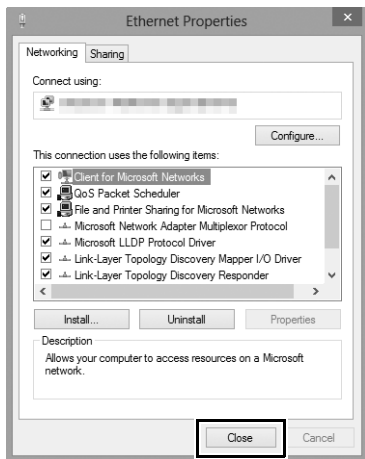 Ethernet Properties
Networking
Sharing
Connect using:
Configure...
This connection uses the following items:
Client for Microsoft Networks
QoS Packet Scheduler
File and Printer Sharing for Microsoft Networks
Microsoft Network Adapter Multiplexor Protocol
Microsoft LLDP Protocol Driver
Link-Layer Topology Discovery Mapper I/O Driver
Link-Layer Topology Discovery Responder
Install...
Uninstall
Properties
Description
Allows your computer to access resources on a Microsoft
network.
Close
Cancel